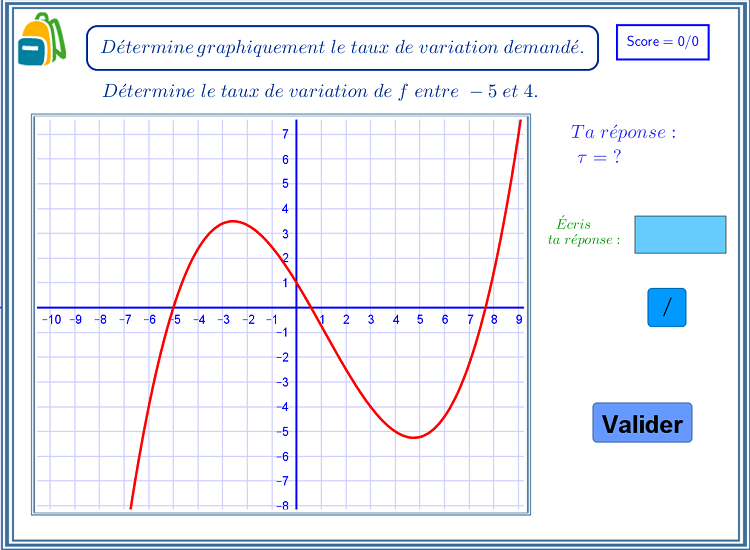 Détermine graphiquement le taux de variation demandé.
Score = 0/0
Détermine le taux de variation de f entre − 5 et 4.
Ta réponse :
τ = ?
Écris
ta réponse :
/
Valider
7
6
5
4
3
2
1
−10 −9 −8 −7 −6 −5 −4 −3 −2 −1 1 2 3 4 5 6 7 8 9
−1
−2
−3
−4
−5
−6
−7
−8